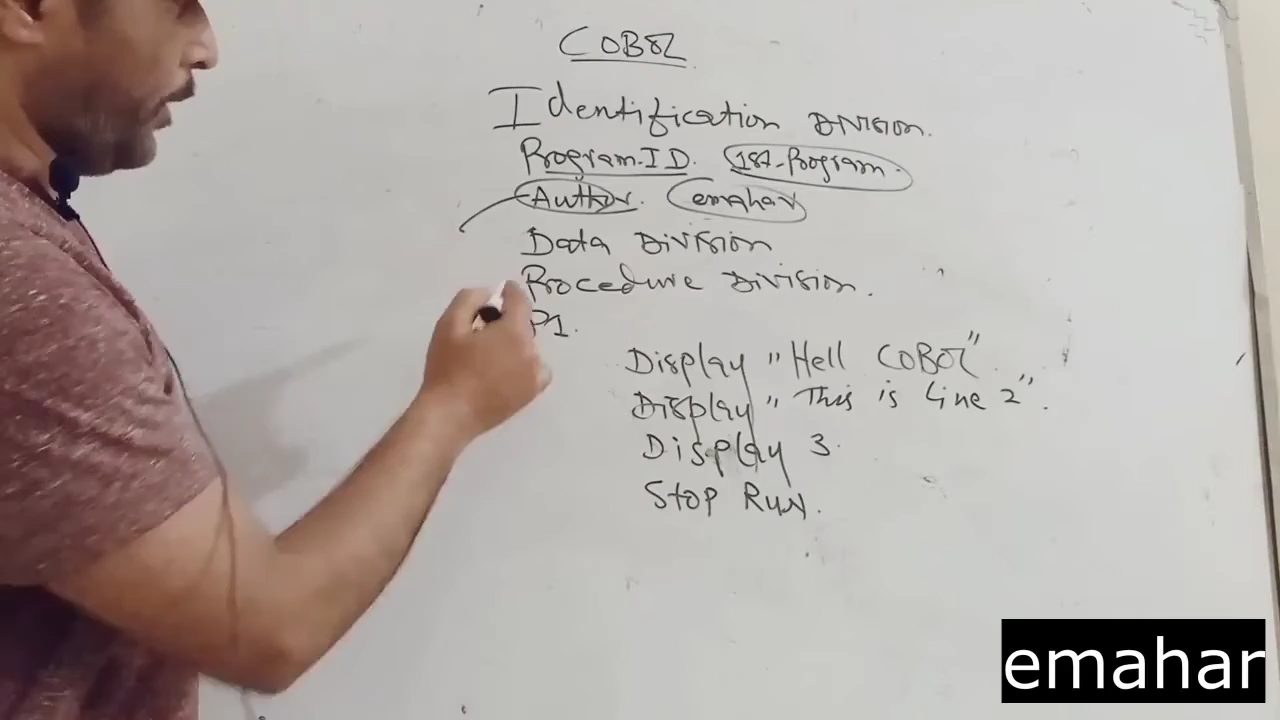 COBOL
Identification Division.
Program-ID. 1st-Program.
Author. emahar
Data Division
Procedure Division.
P1.
Display "Hell COBOL".
Display "This is line 2".
Display 3.
Stop Run.
emahar